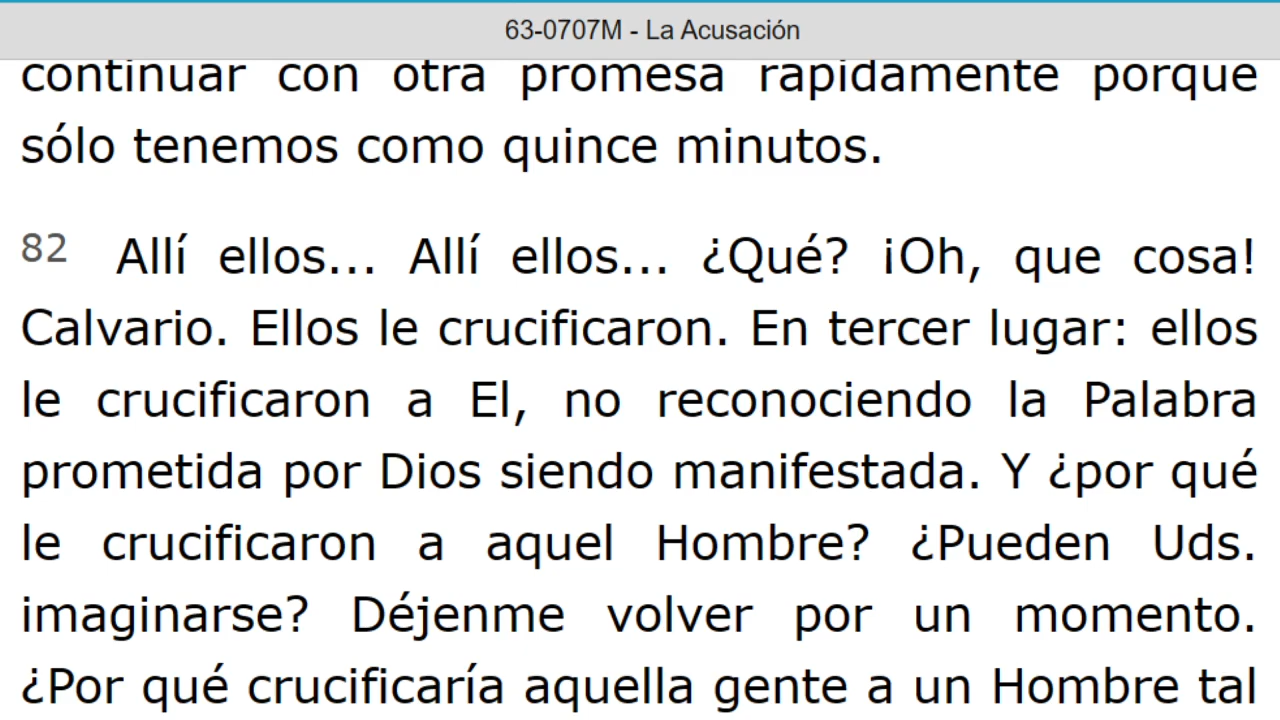 63-0707M - La Acusación
continuar con otra promesa rapidamente porque
sólo tenemos como quince minutos.
82 Allí ellos... Allí ellos... ¿Qué? ¡Oh, que cosa!
Calvario. Ellos le crucificaron. En tercer lugar: ellos
le crucificaron a El, no reconociendo la Palabra
prometida por Dios siendo manifestada. Y ¿por qué
le crucificaron a aquel Hombre? ¿Pueden Uds.
imaginarse? Déjenme volver por un momento.
¿Por qué crucificaría aquella gente a un Hombre tal